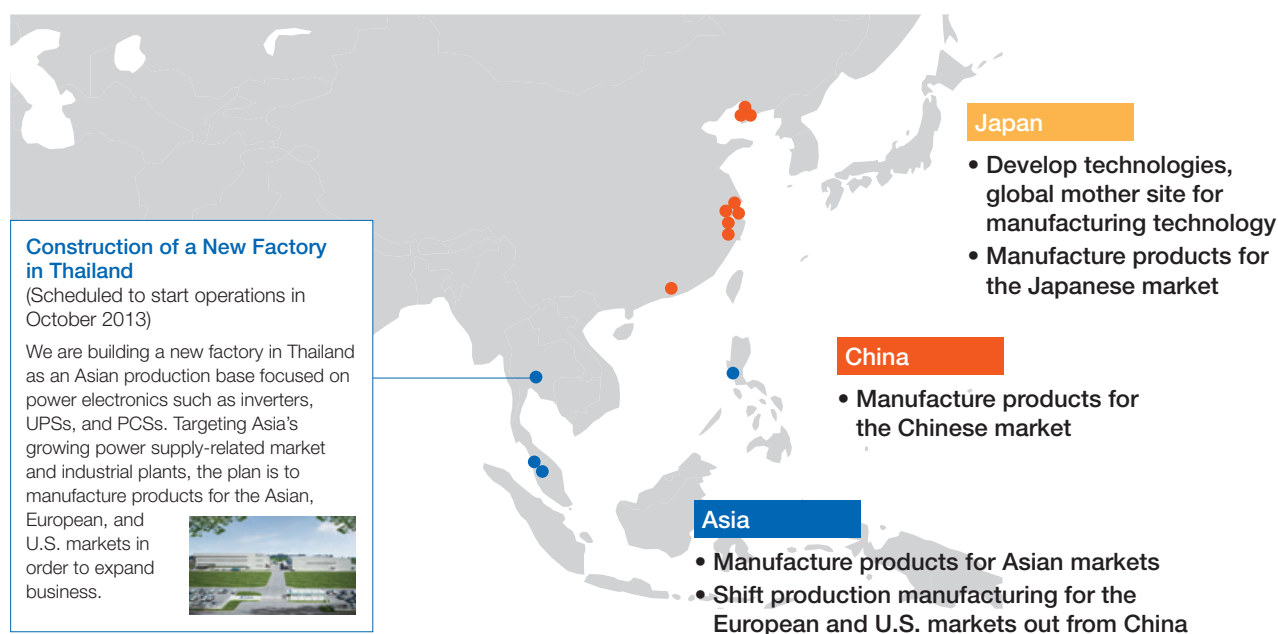 Construction of a New Factory
in Thailand
(Scheduled to start operations in
October 2013)
We are building a new factory in Thailand
as an Asian production base focused on
power electronics such as inverters,
UPSs, and PCSs. Targeting Asia’s
growing power supply-related market
and industrial plants, the plan is to
manufacture products for the Asian,
European, and
U.S. markets in
order to expand
business.
Japan
• Develop technologies,
global mother site for
manufacturing technology
• Manufacture products for
the Japanese market
China
• Manufacture products for
the Chinese market
Asia
• Manufacture products for Asian markets
• Shift production manufacturing for the
European and U.S. markets out from China